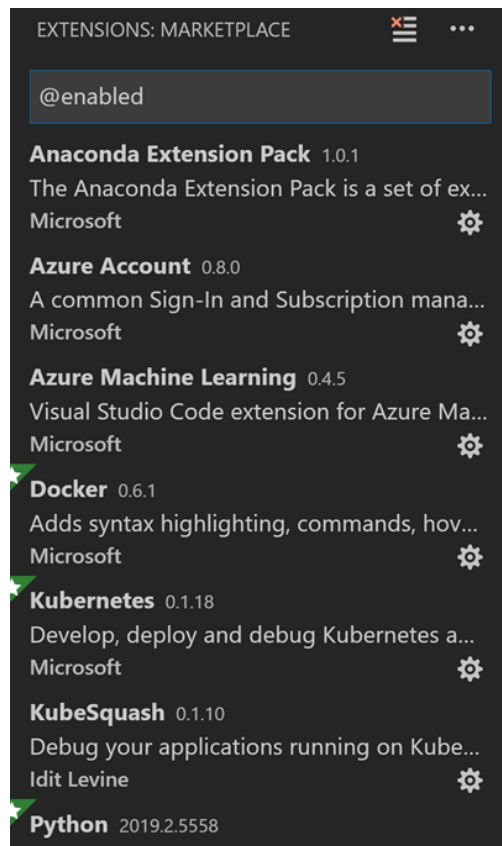 EXTENSIONS: MARKETPLACE
@enabled
Anaconda Extension Pack 1.0.1
The Anaconda Extension Pack is a set of ex...
Microsoft
Azure Account 0.8.0
A common Sign-In and Subscription mana...
Microsoft
Azure Machine Learning 0.4.5
Visual Studio Code extension for Azure Ma...
Microsoft
Docker 0.6.1
Adds syntax highlighting, commands, hov...
Microsoft
Kubernetes 0.1.18
Develop, deploy and debug Kubernetes a...
Microsoft
KubeSquash 0.1.10
Debug your applications running on Kube...
Idit Levine
Python 2019.2.5558